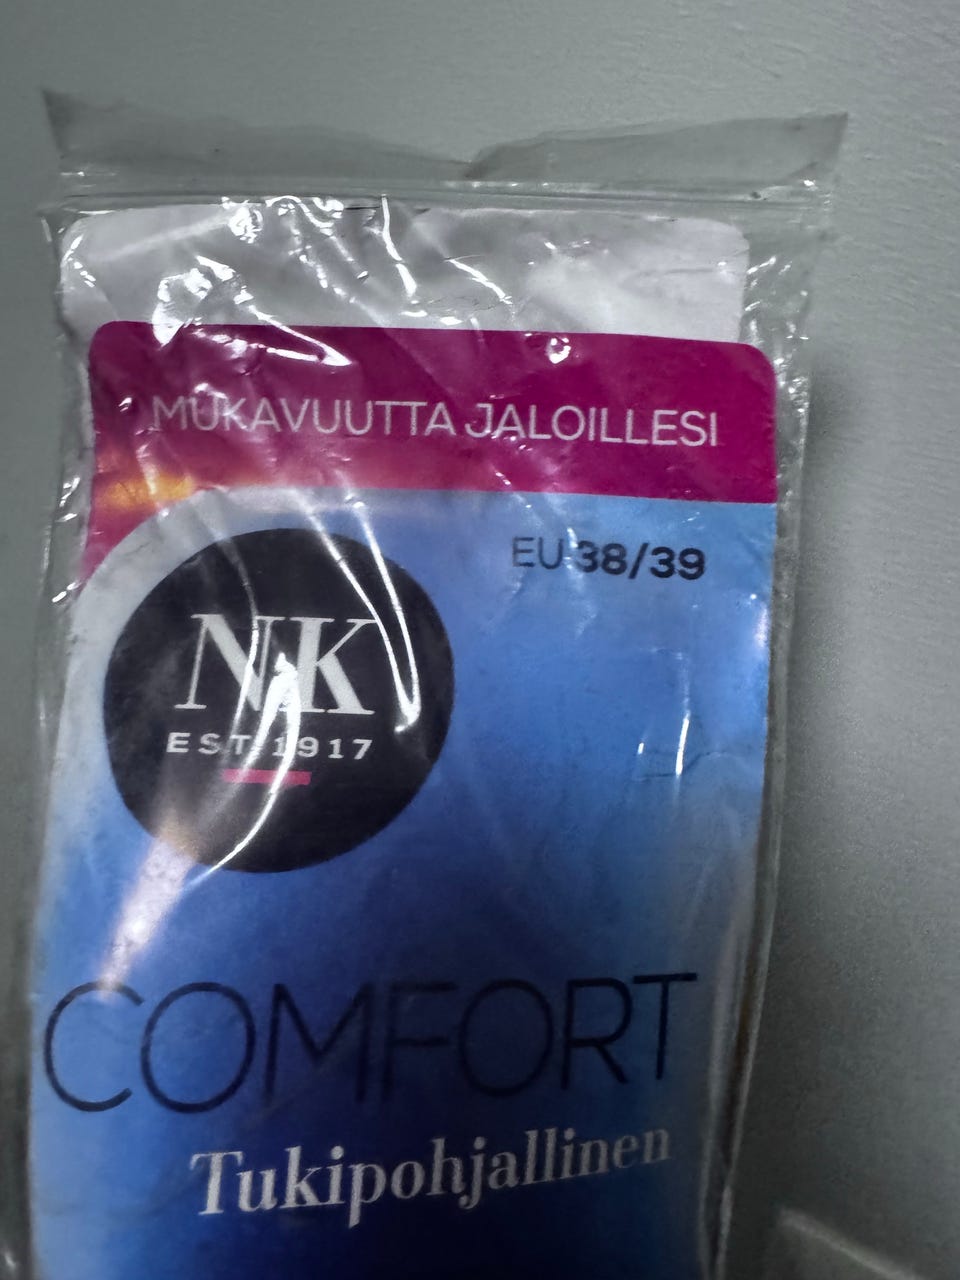 MUKAVUUTTA JALOILLESI
EU 38/39
NK
EST. 1917
COMFORT
Tukipohjallinen